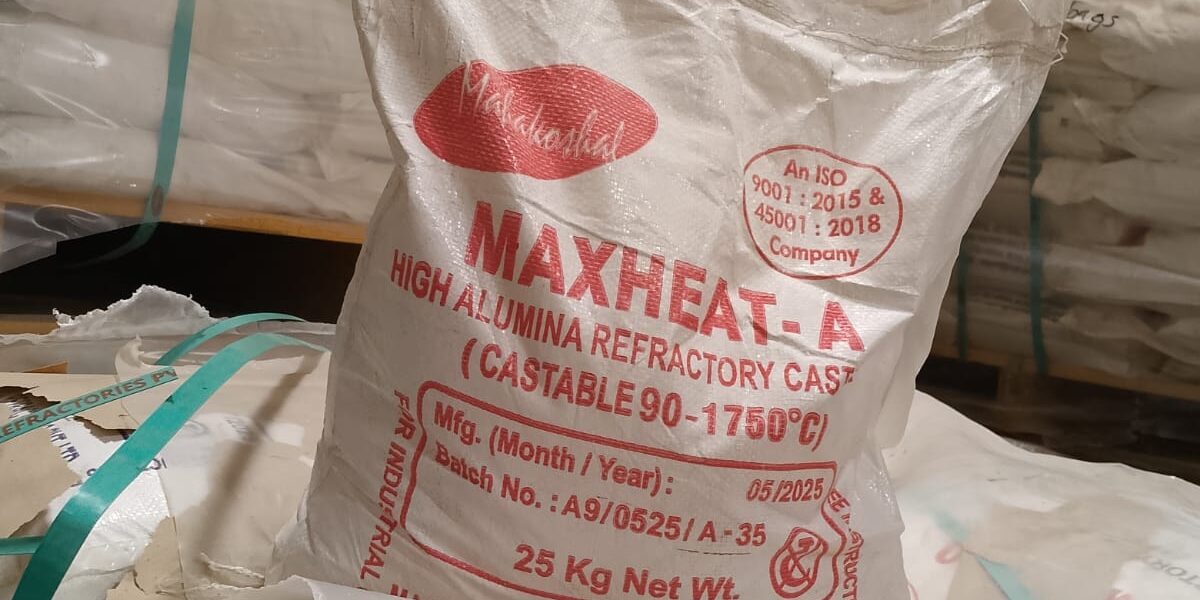 bags
Mahakoshal
An ISO
9001 : 2015 &
45001 : 2018
Company
MAXHEAT - A
HIGH ALUMINA REFRACTORY CAST
(CASTABLE 90-1750°C)
Mfg. (Month / Year) : 05/2025
Batch No. : A9/0525/A-35
25 Kg Net Wt.
INDUSTRIAL
REFRACTORIES